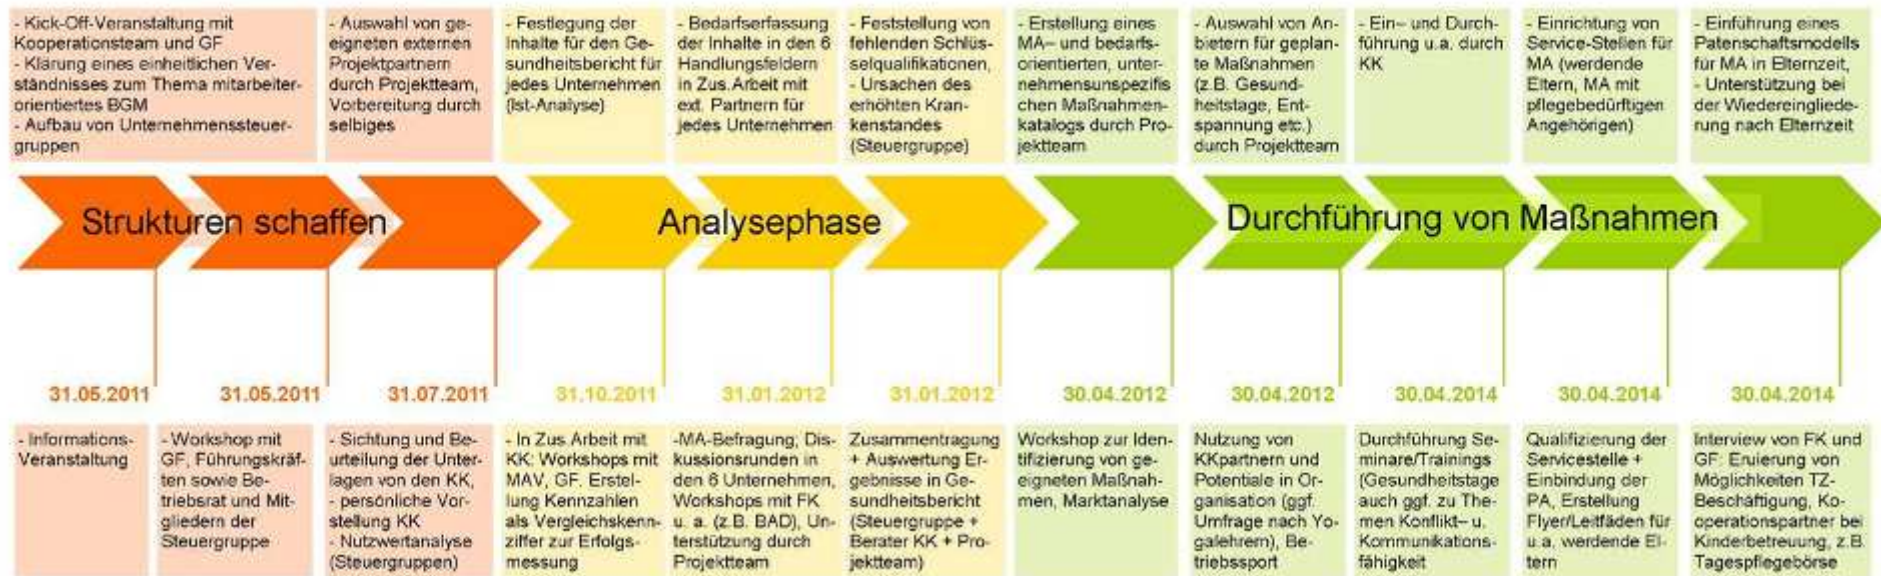 - Kick-Off-Veranstaltung mit
Kooperationsteam und GF
- Klärung eines einheitlichen Ver-
ständnisses zum Thema mitarbeiter-
orientiertes BGM
- Aufbau von Unternehmenssteuer-
gruppen
- Auswahl von ge-
eigneten externen
Projektpartnern
durch Projektteam,
Vorbereitung durch
selbiges
- Festlegung der
Inhalte für den Ge-
sundheitsbericht für
jedes Unternehmen
(Ist-Analyse)
- Bedarfserfassung
der Inhalte in den 6
Handlungsfeldern
in Zus.Arbeit mit
ext. Partnern für
jedes Unternehmen
- Feststellung von
fehlenden Schlüs-
selqualifikationen,
- Ursachen des
erhöhten Kran-
kenstandes
(Steuergruppe)
- Erstellung eines
MA– und bedarfs-
orientierten, unter-
nehmensunspezifis
chen Maßnahmen-
katalogs durch Pro-
jektteam
- Auswahl von An-
bietern für geplan-
te Maßnahmen
(z.B. Gesund-
heitstage, Ent-
spannung etc.)
durch Projektteam
- Ein– und Durch-
führung u.a. durch
KK
- Einrichtung von
Service-Stellen für
MA (werdende
Eltern, MA mit
pflegebedürftigen
Angehörigen)
- Einführung eines
Patenschaftsmodells
für MA in Elternzeit,
- Unterstützung bei
der Wiedereingliede-
rung nach Elternzeit
Strukturen schaffen
Analysephase
Durchführung von Maßnahmen
31.05.2011
31.05.2011
31.07.2011
31.10.2011
31.01.2012
31.01.2012
30.04.2012
30.04.2012
30.04.2014
30.04.2014
30.04.2014
- Informations-
Veranstaltung
- Workshop mit
GF, Führungskräf-
ten sowie Be-
triebsrat und Mit-
gliedern der
Steuergruppe
- Sichtung und Be-
urteilung der Unter-
lagen von den KK,
- persönliche Vor-
stellung KK
- Nutzwertanalyse
(Steuergruppen)
- In Zus.Arbeit mit
KK: Workshops mit
MAV, GF. Erstel-
lung Kennzahlen
als Vergleichskenn-
ziffer zur Erfolgs-
messung
-MA-Befragung; Dis-
kussionsrunden in
den 6 Unternehmen,
Workshops mit FK
u. a. (z.B. BAD), Un-
terstützung durch
Projektteam
Zusammentragung
+ Auswertung Er-
gebnisse in Ge-
sundheitsbericht
(Steuergruppe +
Berater KK + Pro-
jektteam)
Workshop zur Iden-
tifizierung von ge-
eigneten Maßnah-
men, Marktanalyse
Nutzung von
KKpartnern und
Potentiale in Or-
ganisation (ggf.
Umfrage nach Yo-
galehrern), Be-
triebssport
Durchführung Se-
minare/Trainings
(Gesundheitstage
auch ggf. zu The-
men Konflikt– u.
Kommunikations-
fähigkeit
Qualifizierung der
Servicestelle +
Einbindung der
PA, Erstellung
Flyer/Leitfäden für
u.a. werdende El-
tern
Interview von FK und
GF: Eruierung von
Möglichkeiten TZ-
Beschäftigung, Ko-
operationspartner bei
Kinderbetreuung, z.B.
Tagespflegebörse